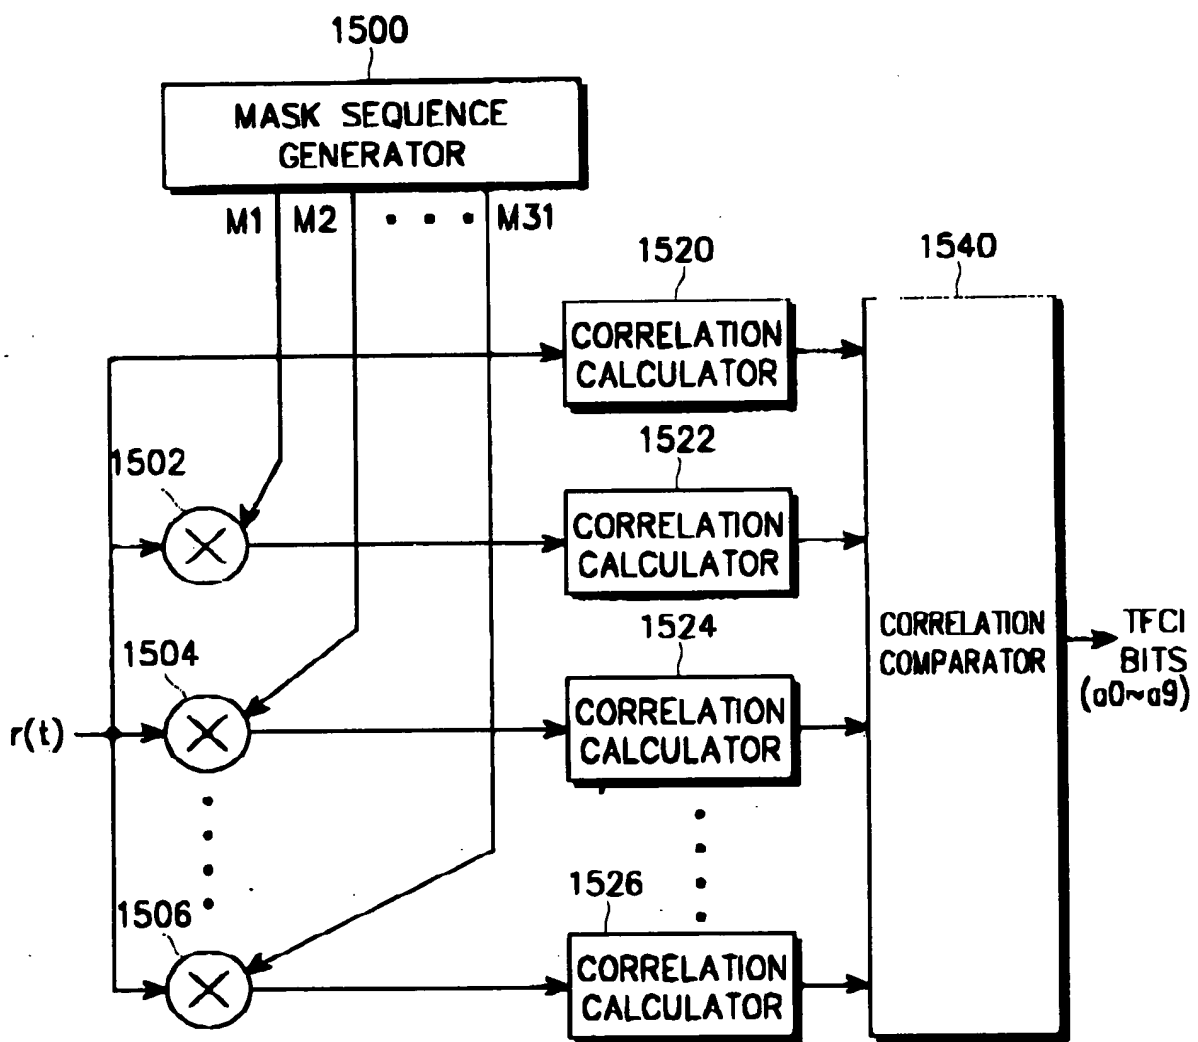 1500
MASK SEQUENCE
GENERATOR
M1 M2 • • • M31
1520
1540
CORRELATION
CALCULATOR
1522
1502
CORRELATION
CALCULATOR
1524
1504
CORRELATION
CALCULATOR
CORRELATION
COMPARATOR
TFCI
BITS
(a0~a9)
r(t)
1526
1506
CORRELATION
CALCULATOR